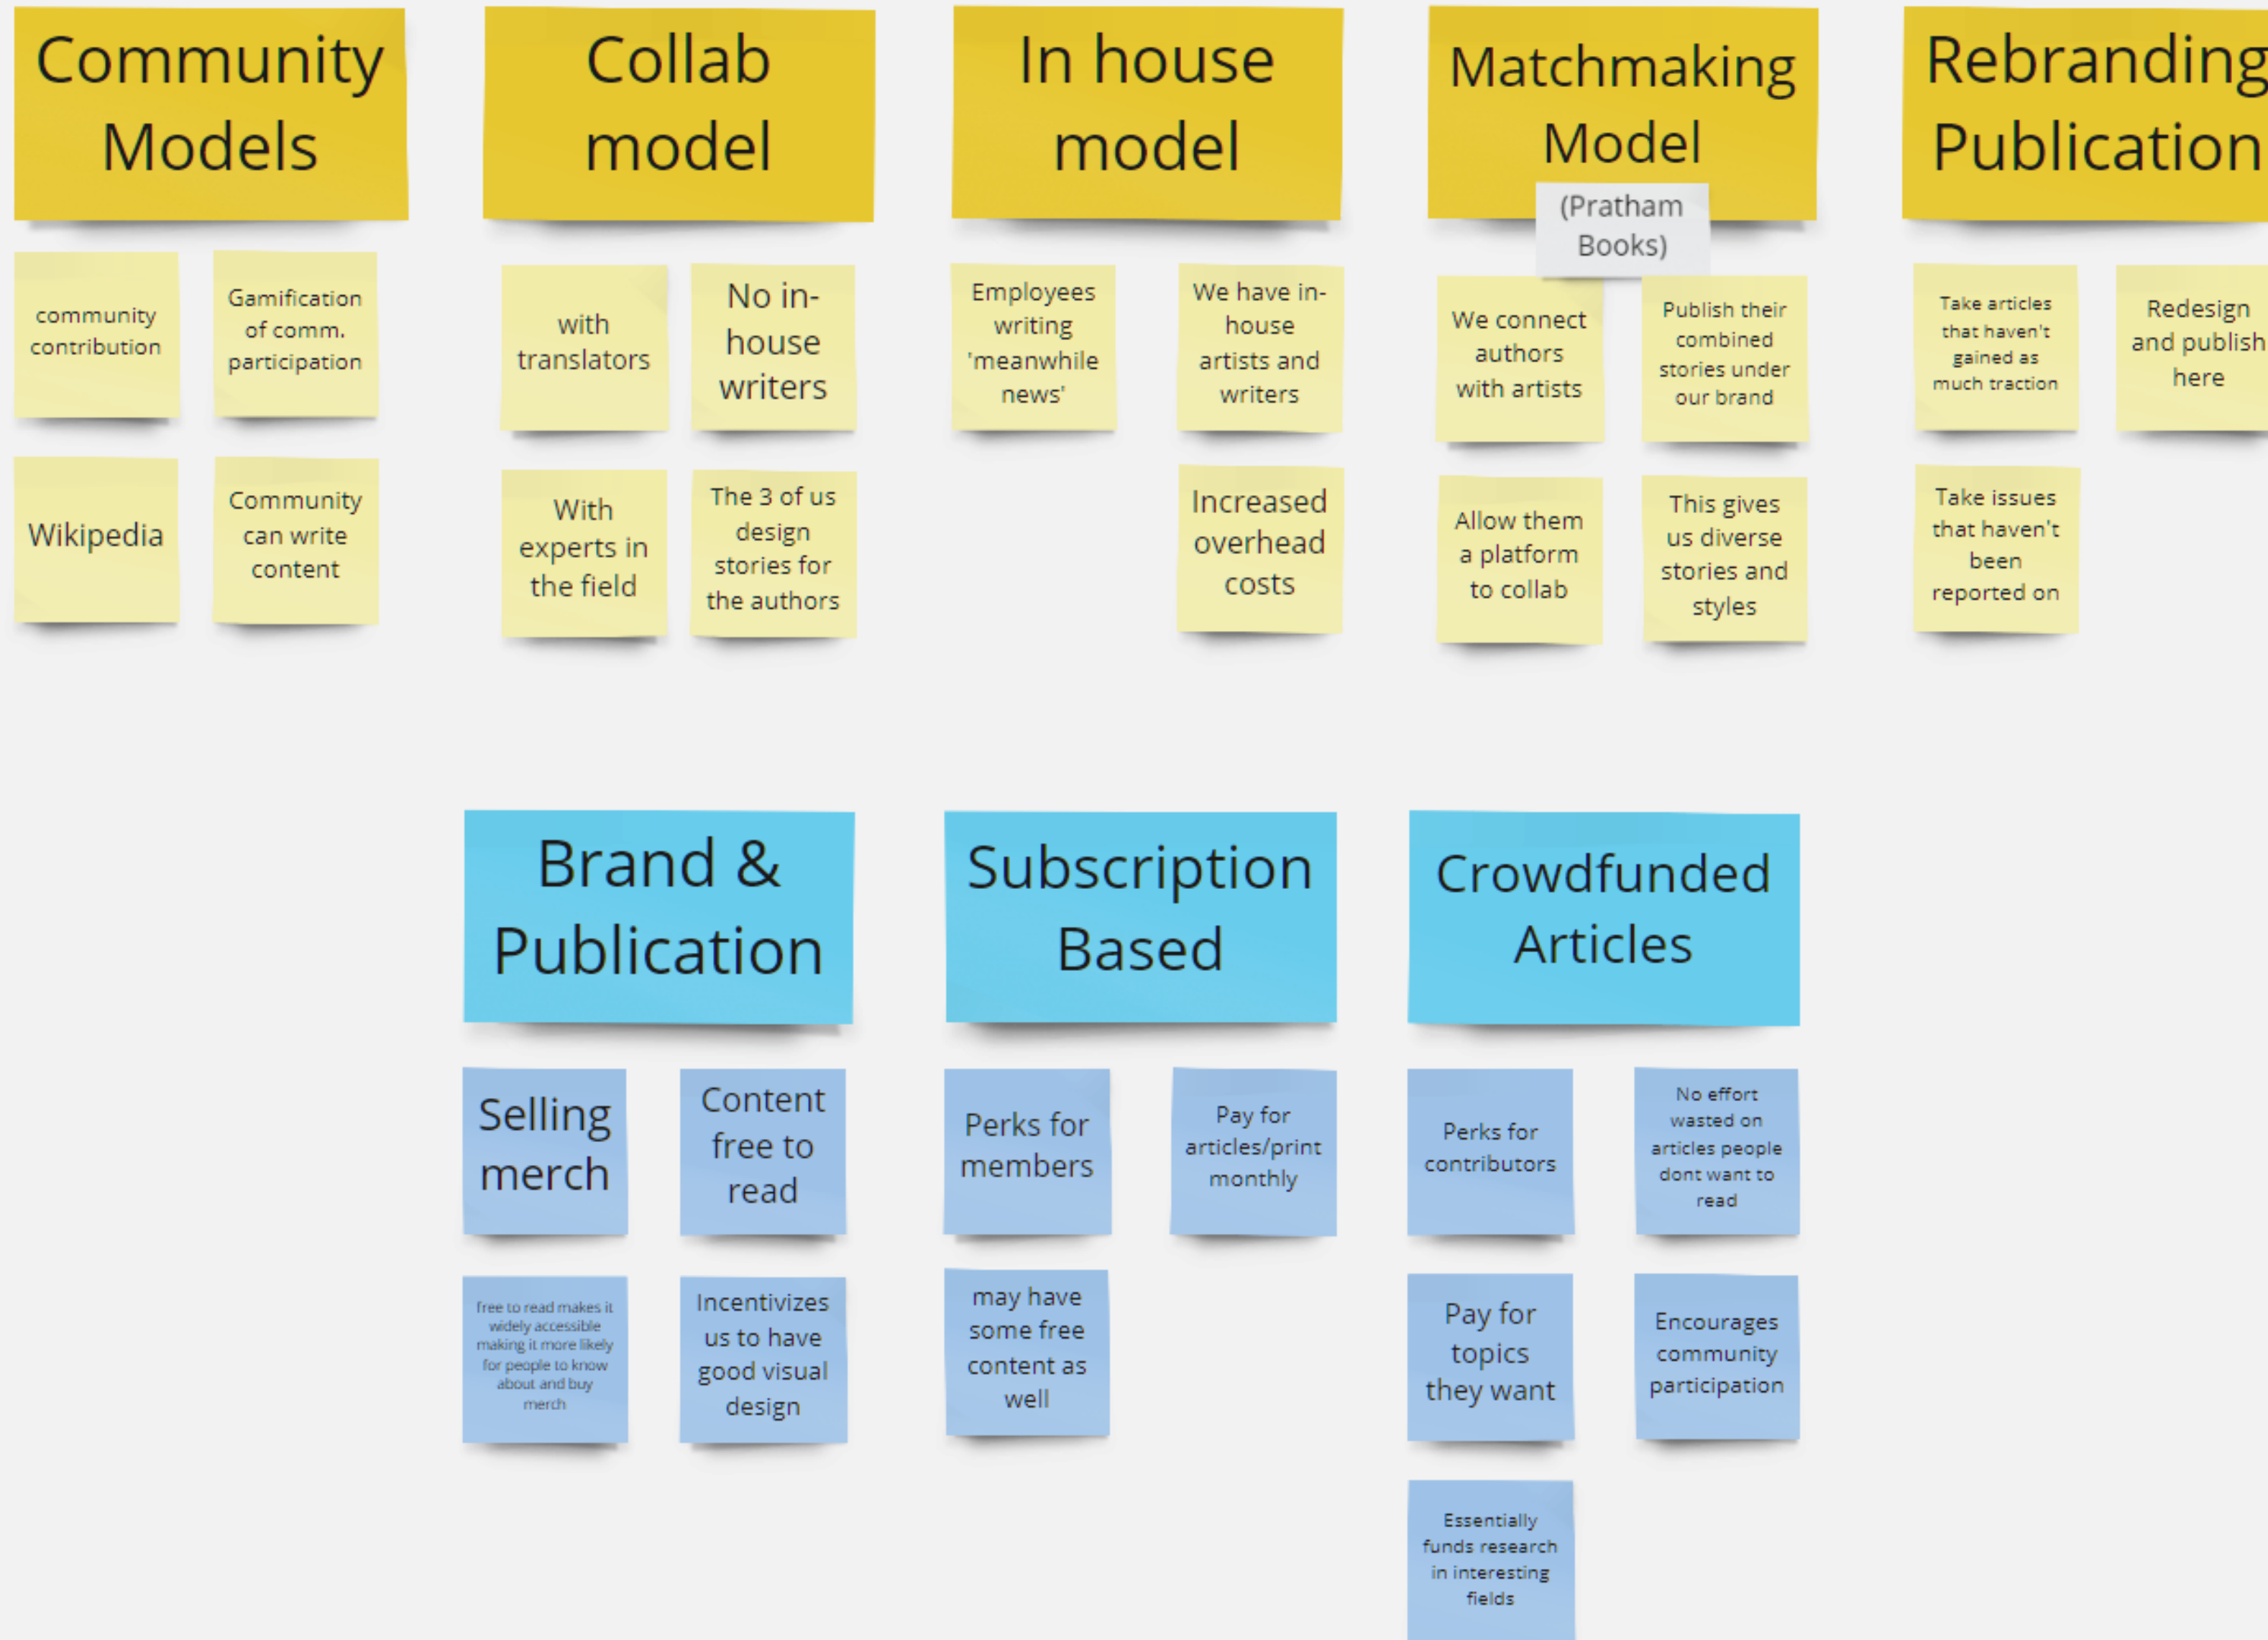 Community
Models
community
contribution
Gamification
of comm.
participation
Wikipedia
Community
can write
content
Collab
model
with
translators
No in-
house
writers
With
experts in
the field
The 3 of us
design
stories for
the authors
In house
model
Employees
writing
'meanwhile
news'
We have in-
house
artists and
writers
Increased
overhead
costs
Matchmaking
Model
(Pratham
Books)
We connect
authors
with artists
Publish their
combined
stories under
our brand
Allow them
a platform
to collab
This gives
us diverse
stories and
styles
Rebranding
Publication
Take articles
that haven't
gained as
much traction
Redesign
and publish
here
Take issues
that haven't
been
reported on
Brand &
Publication
Selling
merch
Content
free to
read
free to read makes it
widely accessible
making it more likely
for people to know
about and buy
merch
Incentivizes
us to have
good visual
design
Subscription
Based
Perks for
members
Pay for
articles/print
monthly
may have
some free
content as
well
Crowdfunded
Articles
Perks for
contributors
No effort
wasted on
articles people
dont want to
read
Pay for
topics
they want
Encourages
community
participation
Essentially
funds research
in interesting
fields